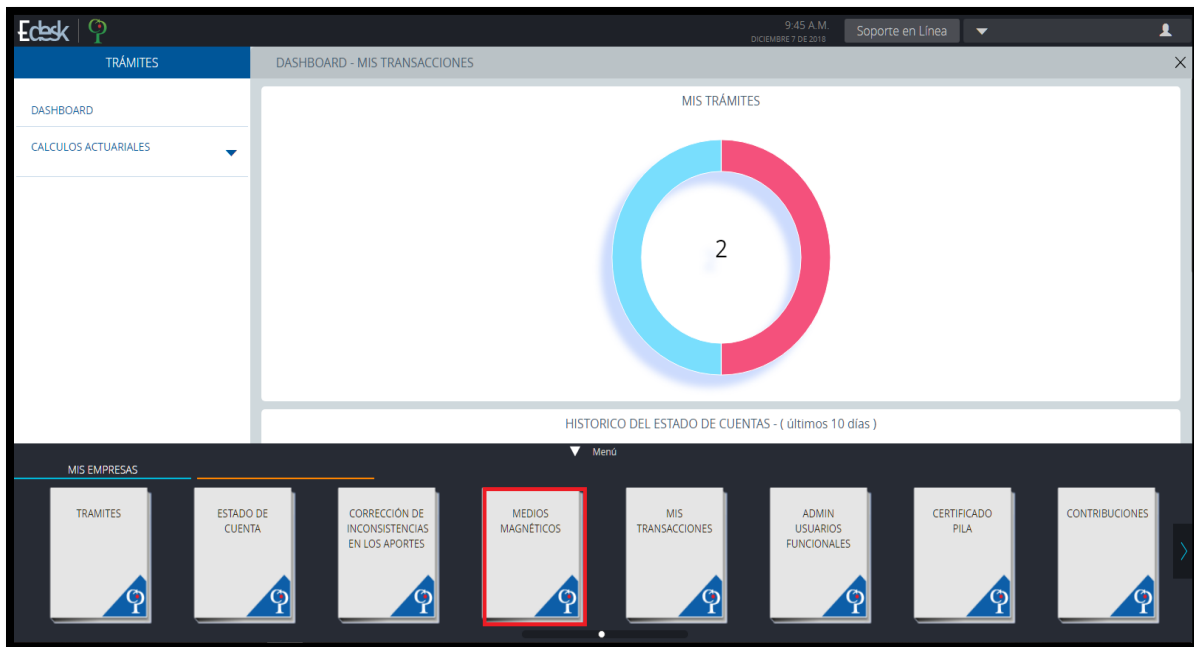 Edesk
9:45 A.M.
DICIEMBRE 7 DE 2018
Soporte en Línea
TRÁMITES
DASHBOARD - MIS TRANSACCIONES
DASHBOARD
CALCULOS ACTUARIALES
MIS TRÁMITES
2
HISTORICO DEL ESTADO DE CUENTAS - ( últimos 10 días )
Menú
MIS EMPRESAS
TRAMITES
ESTADO DE
CUENTA
CORRECCIÓN DE
INCONSISTENCIAS
EN LOS APORTES
MEDIOS
MAGNÉTICOS
MIS
TRANSACCIONES
ADMIN
USUARIOS
FUNCIONALES
CERTIFICADO
PILA
CONTRIBUCIONES